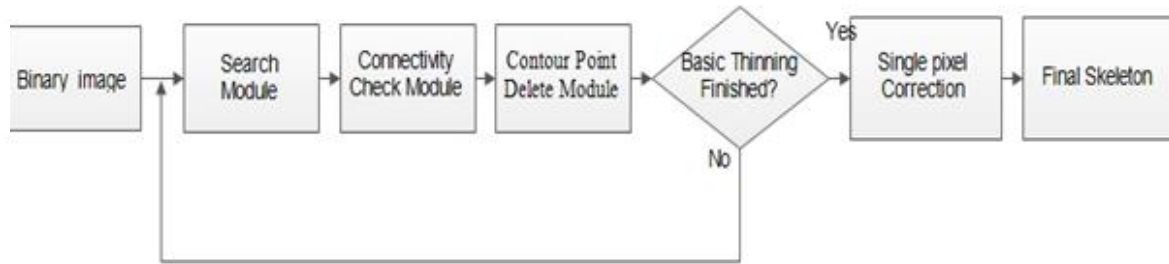 Binary image
Search
Module
Connectivity
Check Module
Contour Point
Delete Module
Basic Thinning
Finished?
Yes
No
Single pixel
Correction
Final Skeleton